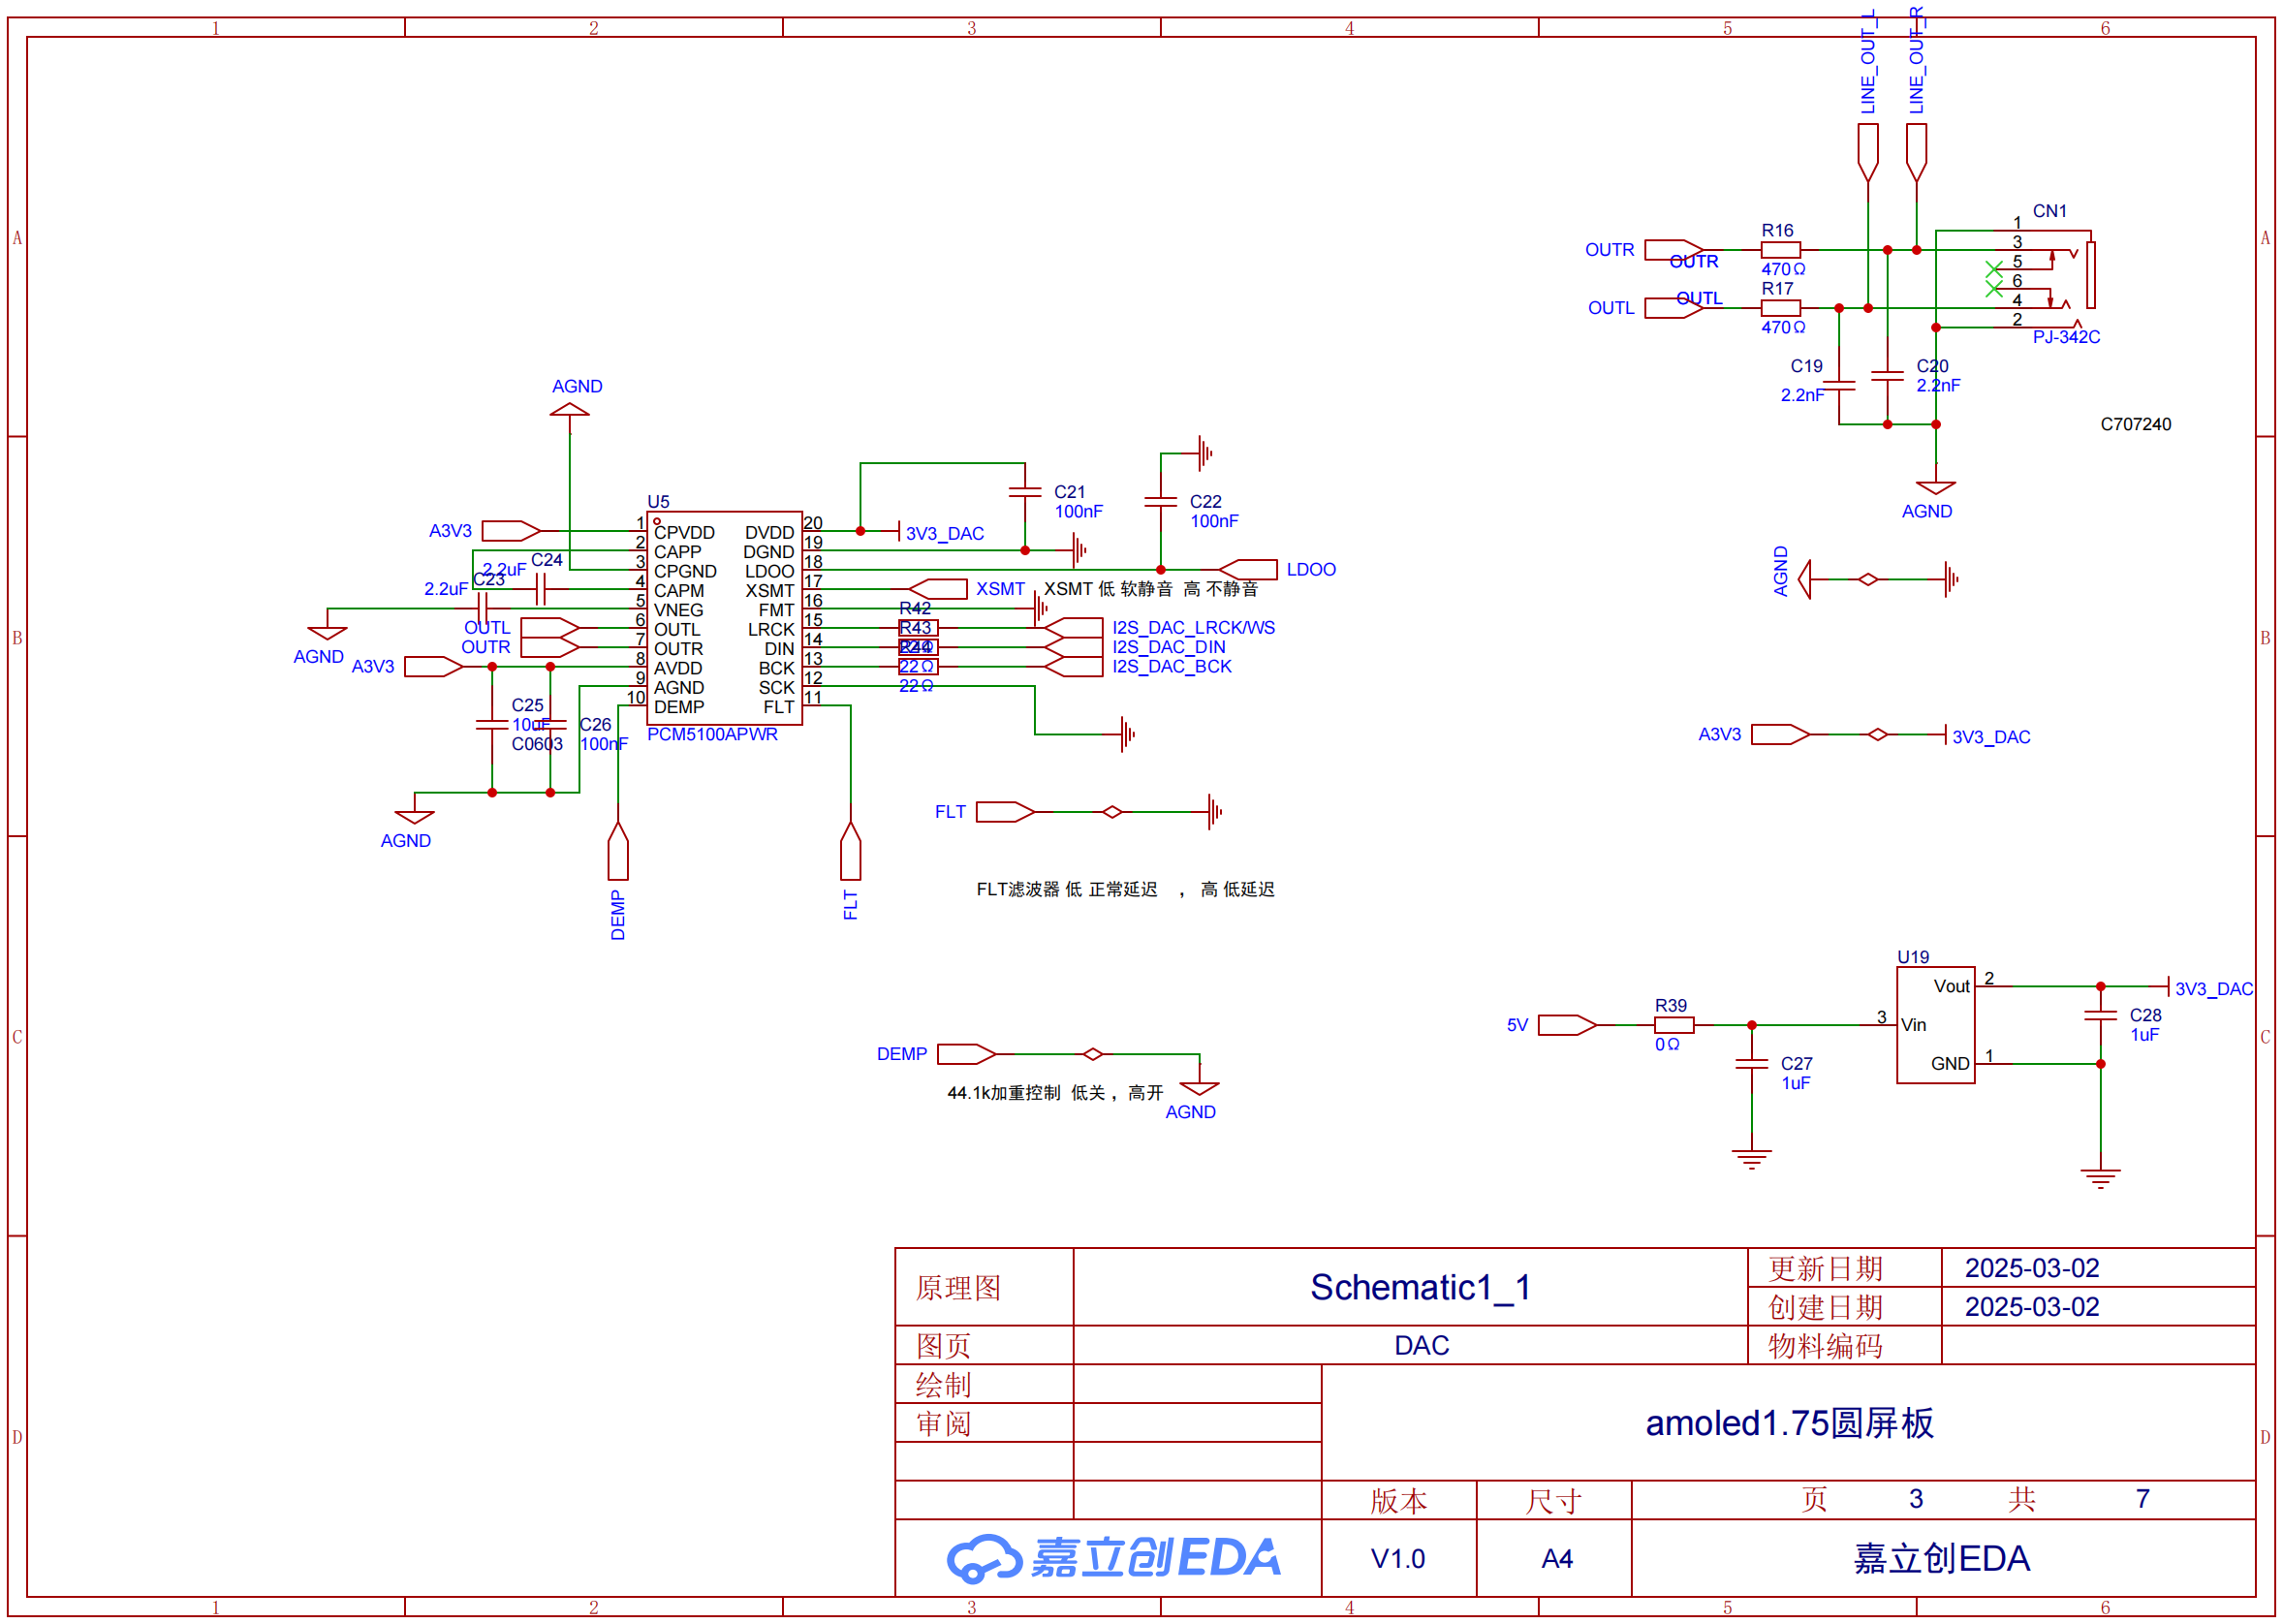 1 2 3 4 5 6
A
B
C
D
A
B
C
D
LINE_OUT_L
LINE_OUT_R
OUTR
OUTR
R16
470Ω
OUTL
OUTL
R17
470Ω
CN1
1
3
5
6
4
2
PJ-342C
C19
2.2nF
C20
2.2nF
C707240
AGND
AGND
U5
A3V3
2.2uF
C24
2.2uF
C23
AGND
OUTL
OUTR
A3V3
C25
10uF
C0603
C26
100nF
AGND
1 CPVDD DVDD 20
2 CAPP DGND 19
3 CPGND LDOO 18
4 CAPM XSMT 17
5 VNEG FMT 16
6 OUTL LRCK 15
7 OUTR DIN 14
8 AVDD BCK 13
9 AGND SCK 12
10 DEMP FLT 11
PCM5100APWR
C21
100nF
C22
100nF
3V3_DAC
LDOO
XSMT XSMT 低 软静音 高 不静音
R42
R43
R44
22Ω
22Ω
22Ω
I2S_DAC_LRCK/WS
I2S_DAC_DIN
I2S_DAC_BCK
DEMP
FLT
FLT
FLT滤波器 低 正常延迟 ， 高 低延迟
DEMP
44.1k加重控制 低关，高开
AGND
AGND
A3V3 3V3_DAC
U19
5V
R39
0Ω
C27
1uF
Vout 2
3 Vin
GND 1
3V3_DAC
C28
1uF
原理图 Schematic1_1 更新日期 2025-03-02
创建日期 2025-03-02
图页 DAC 物料编码
绘制
审阅
amoled1.75圆屏板
版本 尺寸 页 3 共 7
嘉立创EDA V1.0 A4 嘉立创EDA
1 2 3 4 5 6